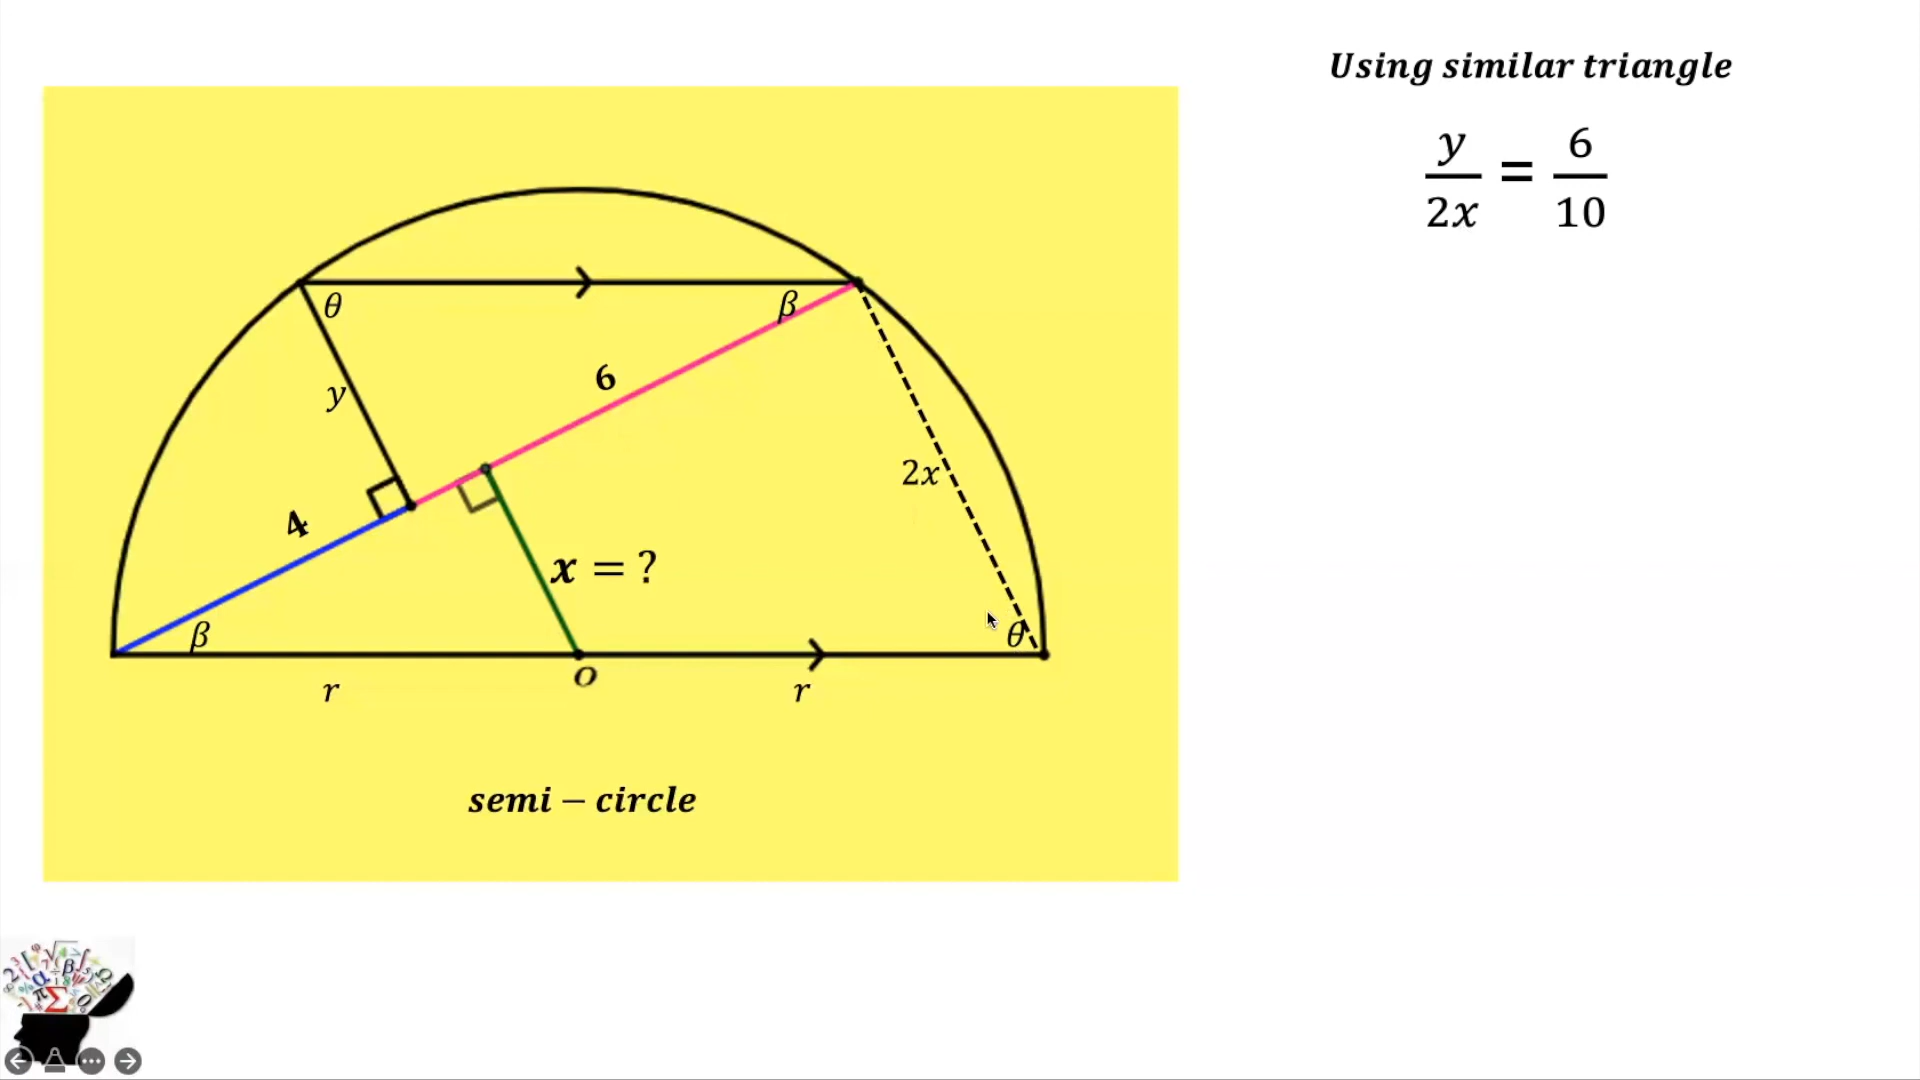 Using similar triangle
y/2x = 6/10
θ
β
6
y
2x
4
x = ?
β
θ
O
r
r
semi − circle